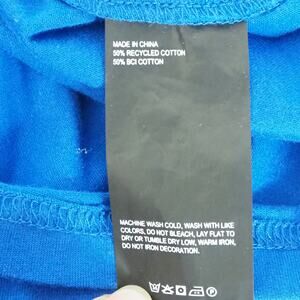 MADE IN CHINA
50% RECYCLED COTTON
50% BCI COTTON
MACHINE WASH COLD, WASH WITH LIKE
COLORS, DO NOT BLEACH, LAY FLAT TO
DRY OR TUMBLE DRY LOW, WARM IRON,
DO NOT IRON DECORATION.